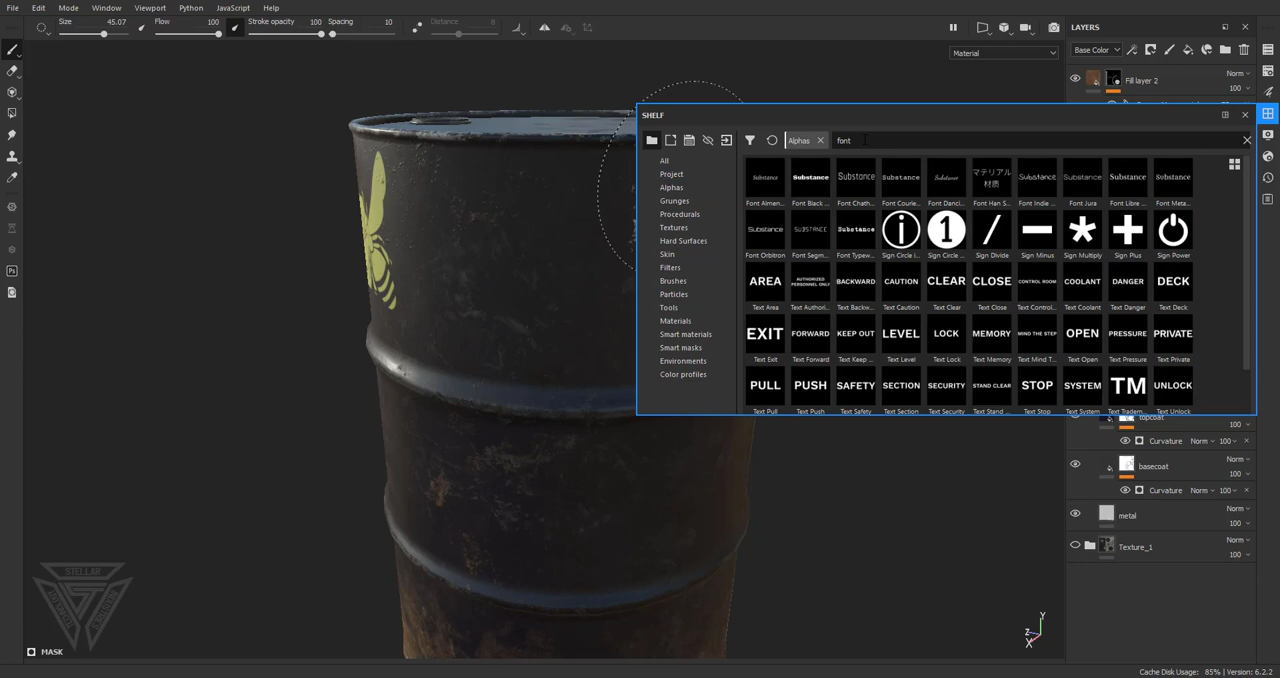 File Edit Mode Window Viewport Python JavaScript Help
Size 45.07 Flow 100 Stroke opacity 100 Spacing 10 Distance 8
Material
LAYERS
Base Color
Fill layer 2 Norm 100
SHELF
Alphas font
All
Project
Alphas
Grunges
Procedurals
Textures
Hard Surfaces
Skin
Filters
Brushes
Particles
Tools
Materials
Smart materials
Smart masks
Environments
Color profiles
Substance Substance Substance Substance Substance マテリアル Substance Substance Substance Substance
材质
Font Almen... Font Black ... Font Chath... Font Courie... Font Danci... Font Han S... Font Indie ... Font Jura Font Libre ... Font Meta...
Substance SUBSTANCE Substance i 1
Font Orbitron Font Segm... Font Typew... Sign Circle i... Sign Circle ... Sign Divide Sign Minus Sign Multiply Sign Plus Sign Power
AREA AUTHORIZED PERSONNEL ONLY BACKWARD CAUTION CLEAR CLOSE CONTROL ROOM COOLANT DANGER DECK
Text Area Text Authori... Text Backw... Text Caution Text Clear Text Close Text Control... Text Coolant Text Danger Text Deck
EXIT FORWARD KEEP OUT LEVEL LOCK MEMORY MIND THE STEP OPEN PRESSURE PRIVATE
Text Exit Text Forward Text Keep ... Text Level Text Lock Text Memory Text Mind T... Text Open Text Pressure Text Private
PULL PUSH SAFETY SECTION SECURITY STAND CLEAR STOP SYSTEM TM UNLOCK
Text Pull Text Push Text Safety Text Section Text Security Text Stand ... Text Stop Text System Text Tradem... Text Unlock
topcoat 100
Curvature Norm 100
basecoat Norm 100
Curvature Norm 100
metal Norm 100
Texture_1 Norm 100
STELLAR
Y
Z
X
MASK
Cache Disk Usage: 85% | Version: 6.2.2